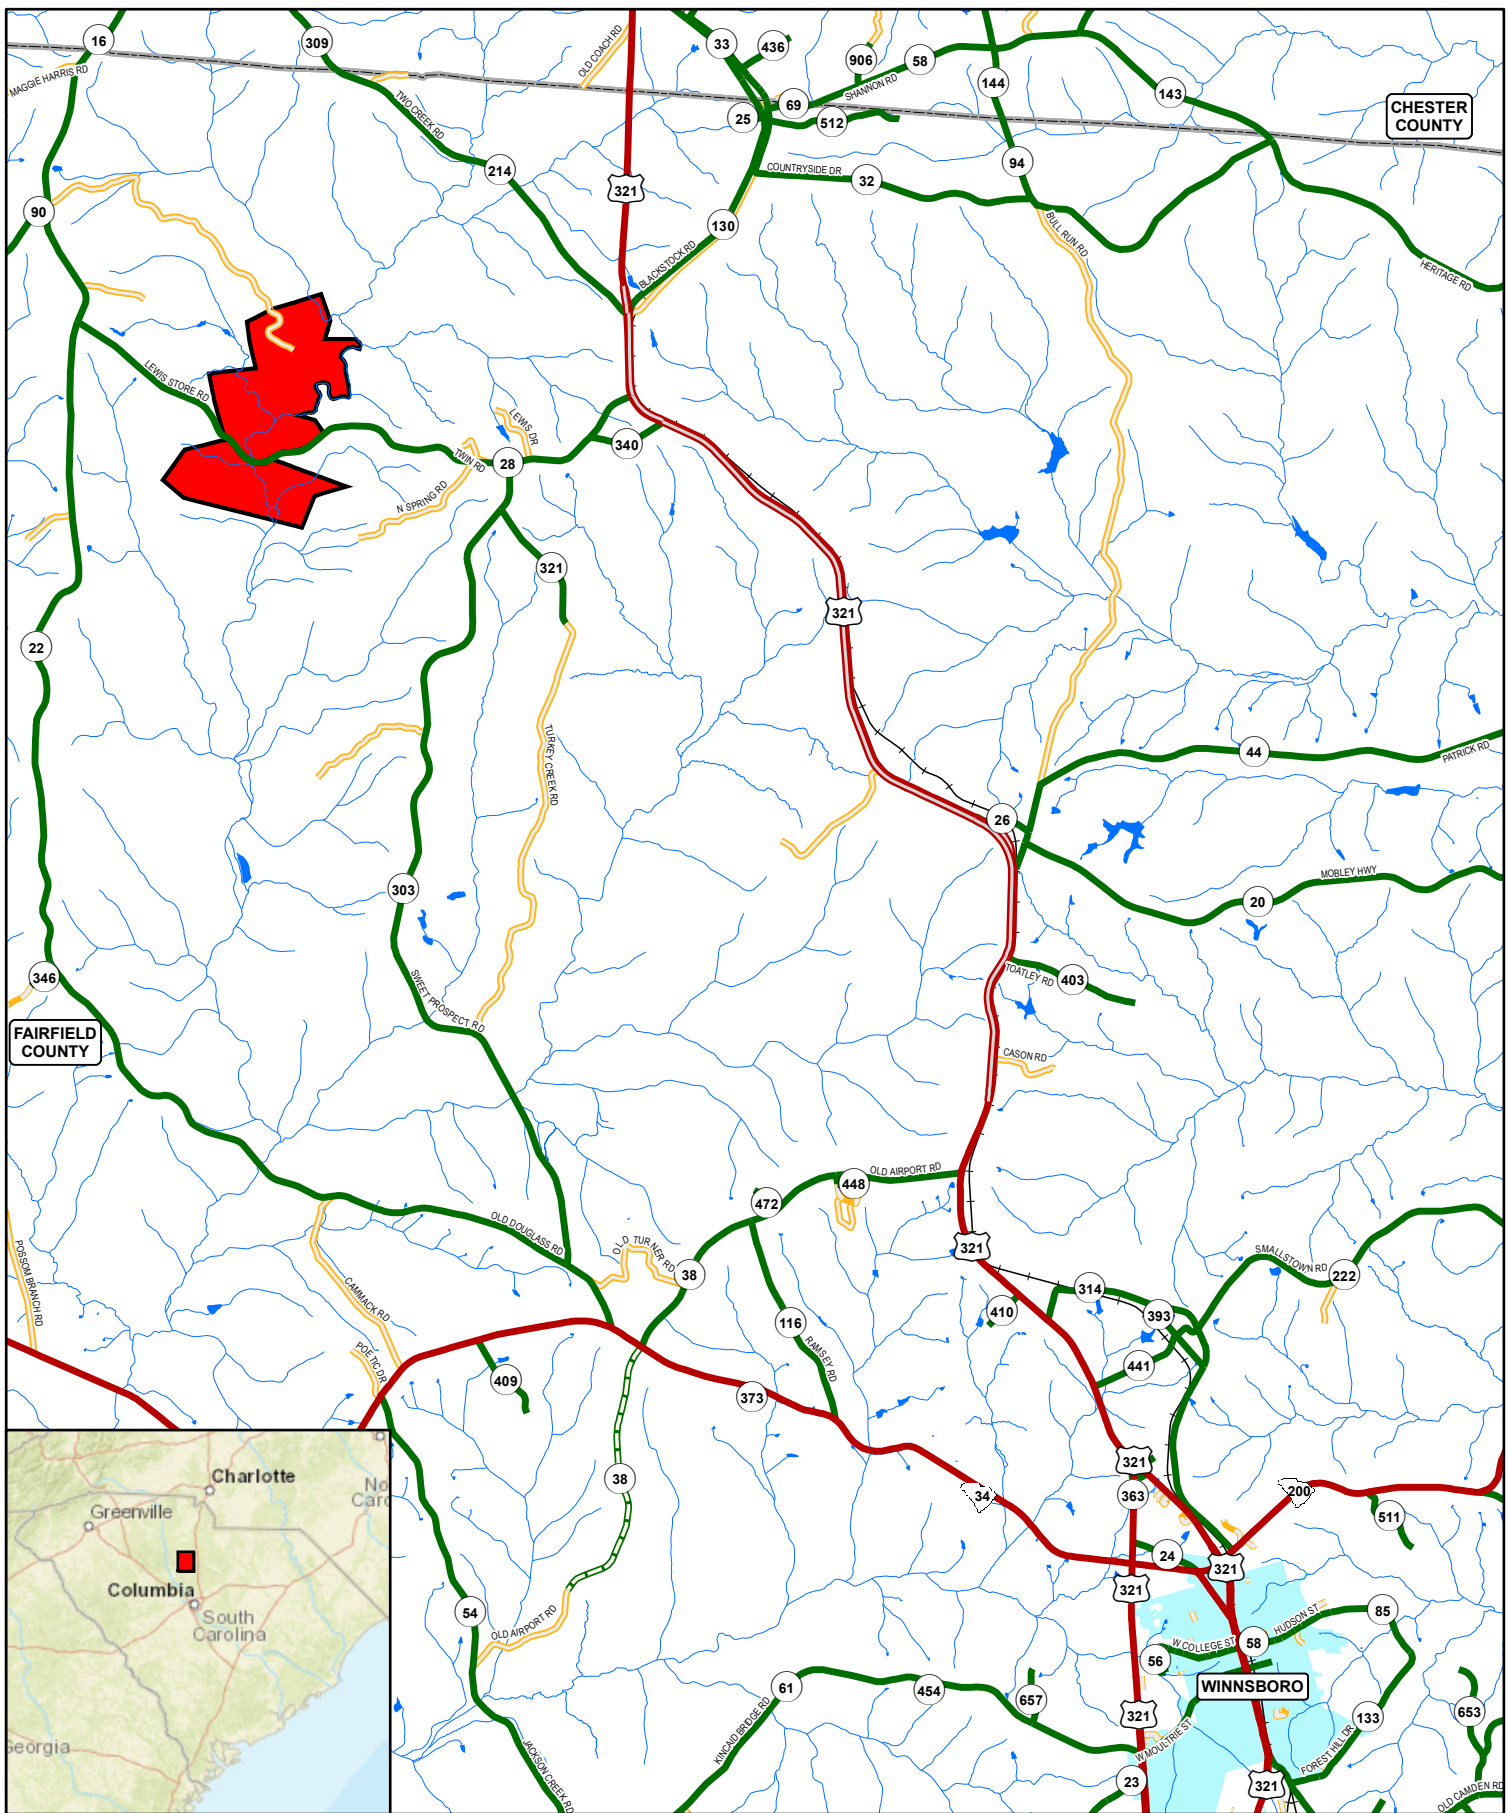 16
309
OLD COACH RD
33
436
906
58
SHANNON RD
144
143
CHESTER
COUNTY
MAGGIE HARRIS RD
TWO CREEK RD
25
69
512
214
321
COUNTRYSIDE DR
32
94
90
130
BULL RUN RD
BLACKSTOCK RD
HERITAGE RD
LEWIS STORE RD
LEWIS DR
340
TWIN RD
28
N SPRING RD
321
321
22
TURKEY CREEK RD
44
PATRICK RD
26
303
MOBLEY HWY
20
346
SWEET PROSPECT RD
TOATLEY RD
403
FAIRFIELD
COUNTY
CASON RD
OLD AIRPORT RD
448
472
OLD DOUGLASS RD
OLD TURNER RD
321
SMALLSTOWN RD
222
POSSOM BRANCH RD
CAMMACK RD
38
314
410
393
116
RAMSEY RD
POETIC DR
441
409
373
321
38
34
363
200
511
Charlotte
No
Caro
Greenville
Columbia
South
Carolina
Georgia
24
321
321
54
OLD AIRPORT RD
HUDSON ST
85
W COLLEGE ST
58
56
WINNSBORO
61
454
657
KINCAID BRIDGE RD
321
W MOULTRIE ST
133
653
FOREST HILL DR
JACKSON CREEK RD
23
321
OLD CAMDEN RD